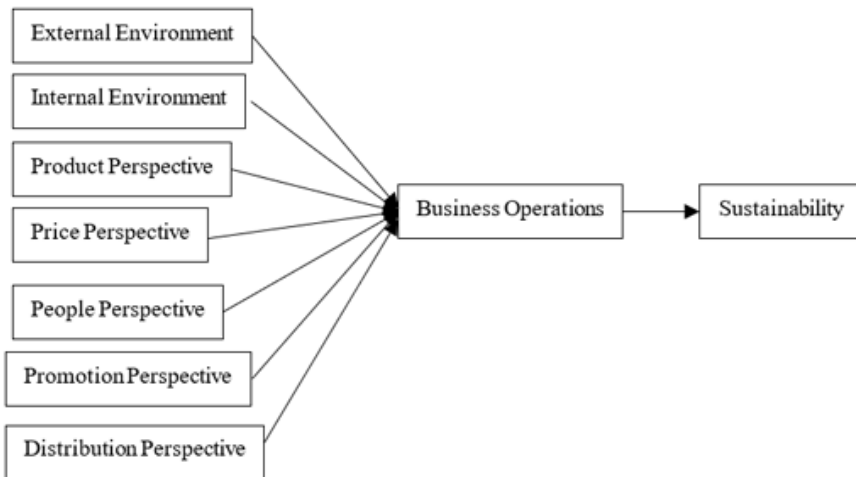 External Environment
Internal Environment
Product Perspective
Price Perspective
People Perspective
Promotion Perspective
Distribution Perspective
Business Operations
Sustainability